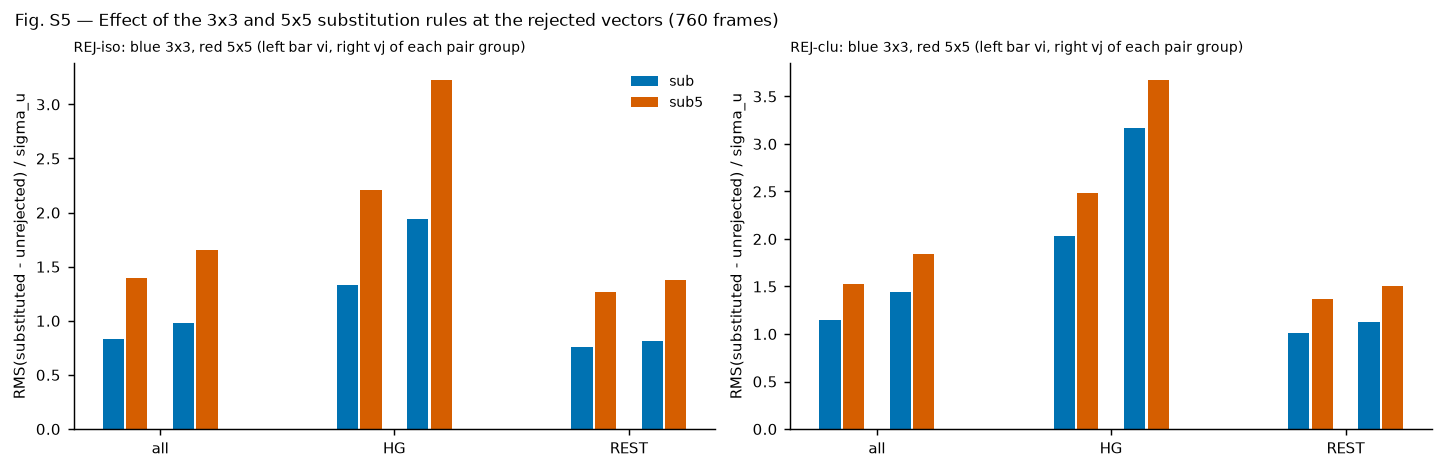 Fig. S5 — Effect of the 3x3 and 5x5 substitution rules at the rejected vectors (760 frames)
REJ-iso: blue 3x3, red 5x5 (left bar vi, right vj of each pair group)
RMS(substituted - unrejected) / sigma_u
3.0
2.5
2.0
1.5
1.0
0.5
0.0
sub
sub5
all
HG
REST
REJ-clu: blue 3x3, red 5x5 (left bar vi, right vj of each pair group)
RMS(substituted - unrejected) / sigma_u
3.5
3.0
2.5
2.0
1.5
1.0
0.5
0.0
all
HG
REST